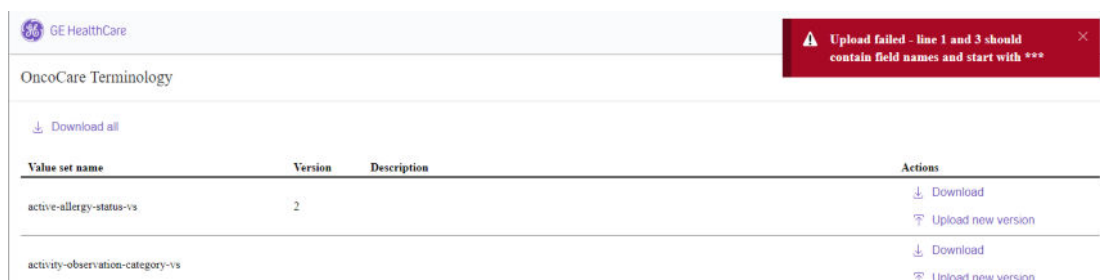 GE HealthCare
Upload failed - line 1 and 3 should
contain field names and start with ***
OncoCare Terminology
Download all
Value set name Version Description Actions
active-allergy-status-vs 2 Download
Upload new version
activity-observation-category-vs Download
Upload new version